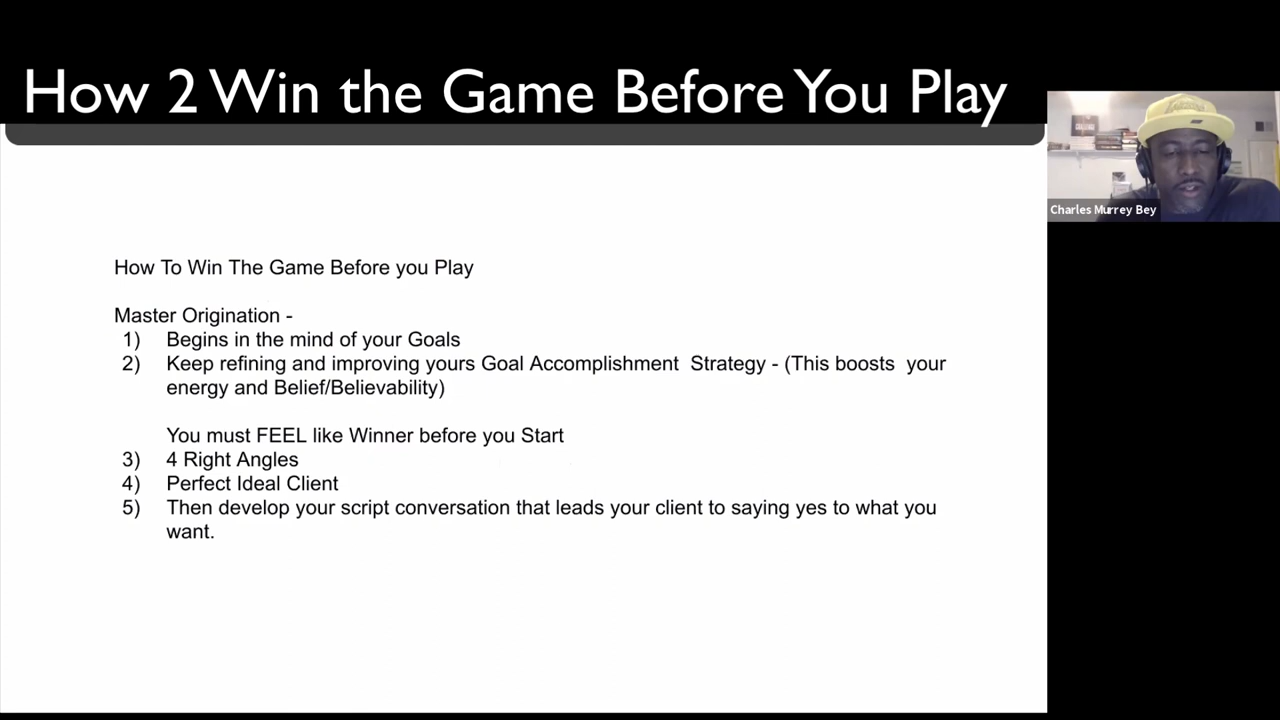 How 2 Win the Game Before You Play
Charles Murrey Bey
How To Win The Game Before you Play
Master Origination -
1) Begins in the mind of your Goals
2) Keep refining and improving yours Goal Accomplishment Strategy - (This boosts your
energy and Belief/Believability)
You must FEEL like Winner before you Start
3) 4 Right Angles
4) Perfect Ideal Client
5) Then develop your script conversation that leads your client to saying yes to what you
want.